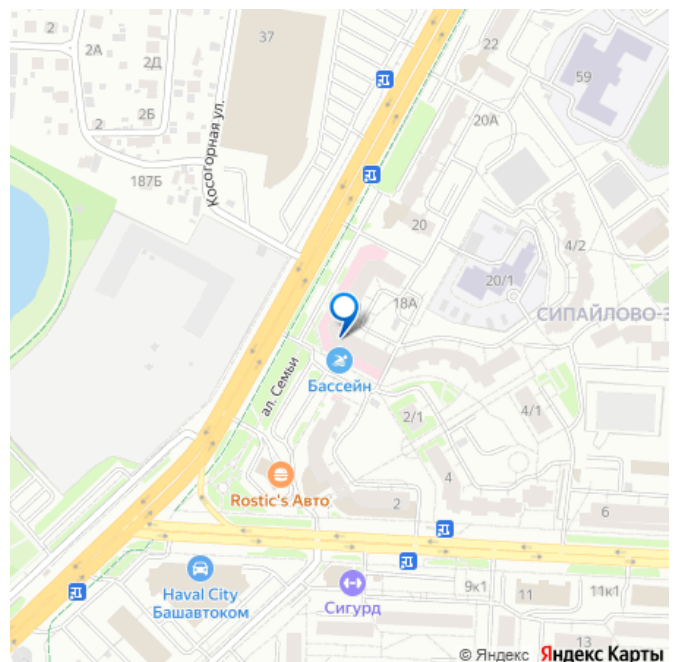 2
37
22
2А
2Д
59
2Б
20А
2
Косогорная ул.
187Б
20
4/2
20/1
18А
СИПАЙЛОВО-3
Бассейн
ал. Семьи
2/1
4/1
4
Rostic's Авто
2
6
Haval City
Башавтоком
Сигурд
9к1
11
11к1
13
© Яндекс Яндекс Карты